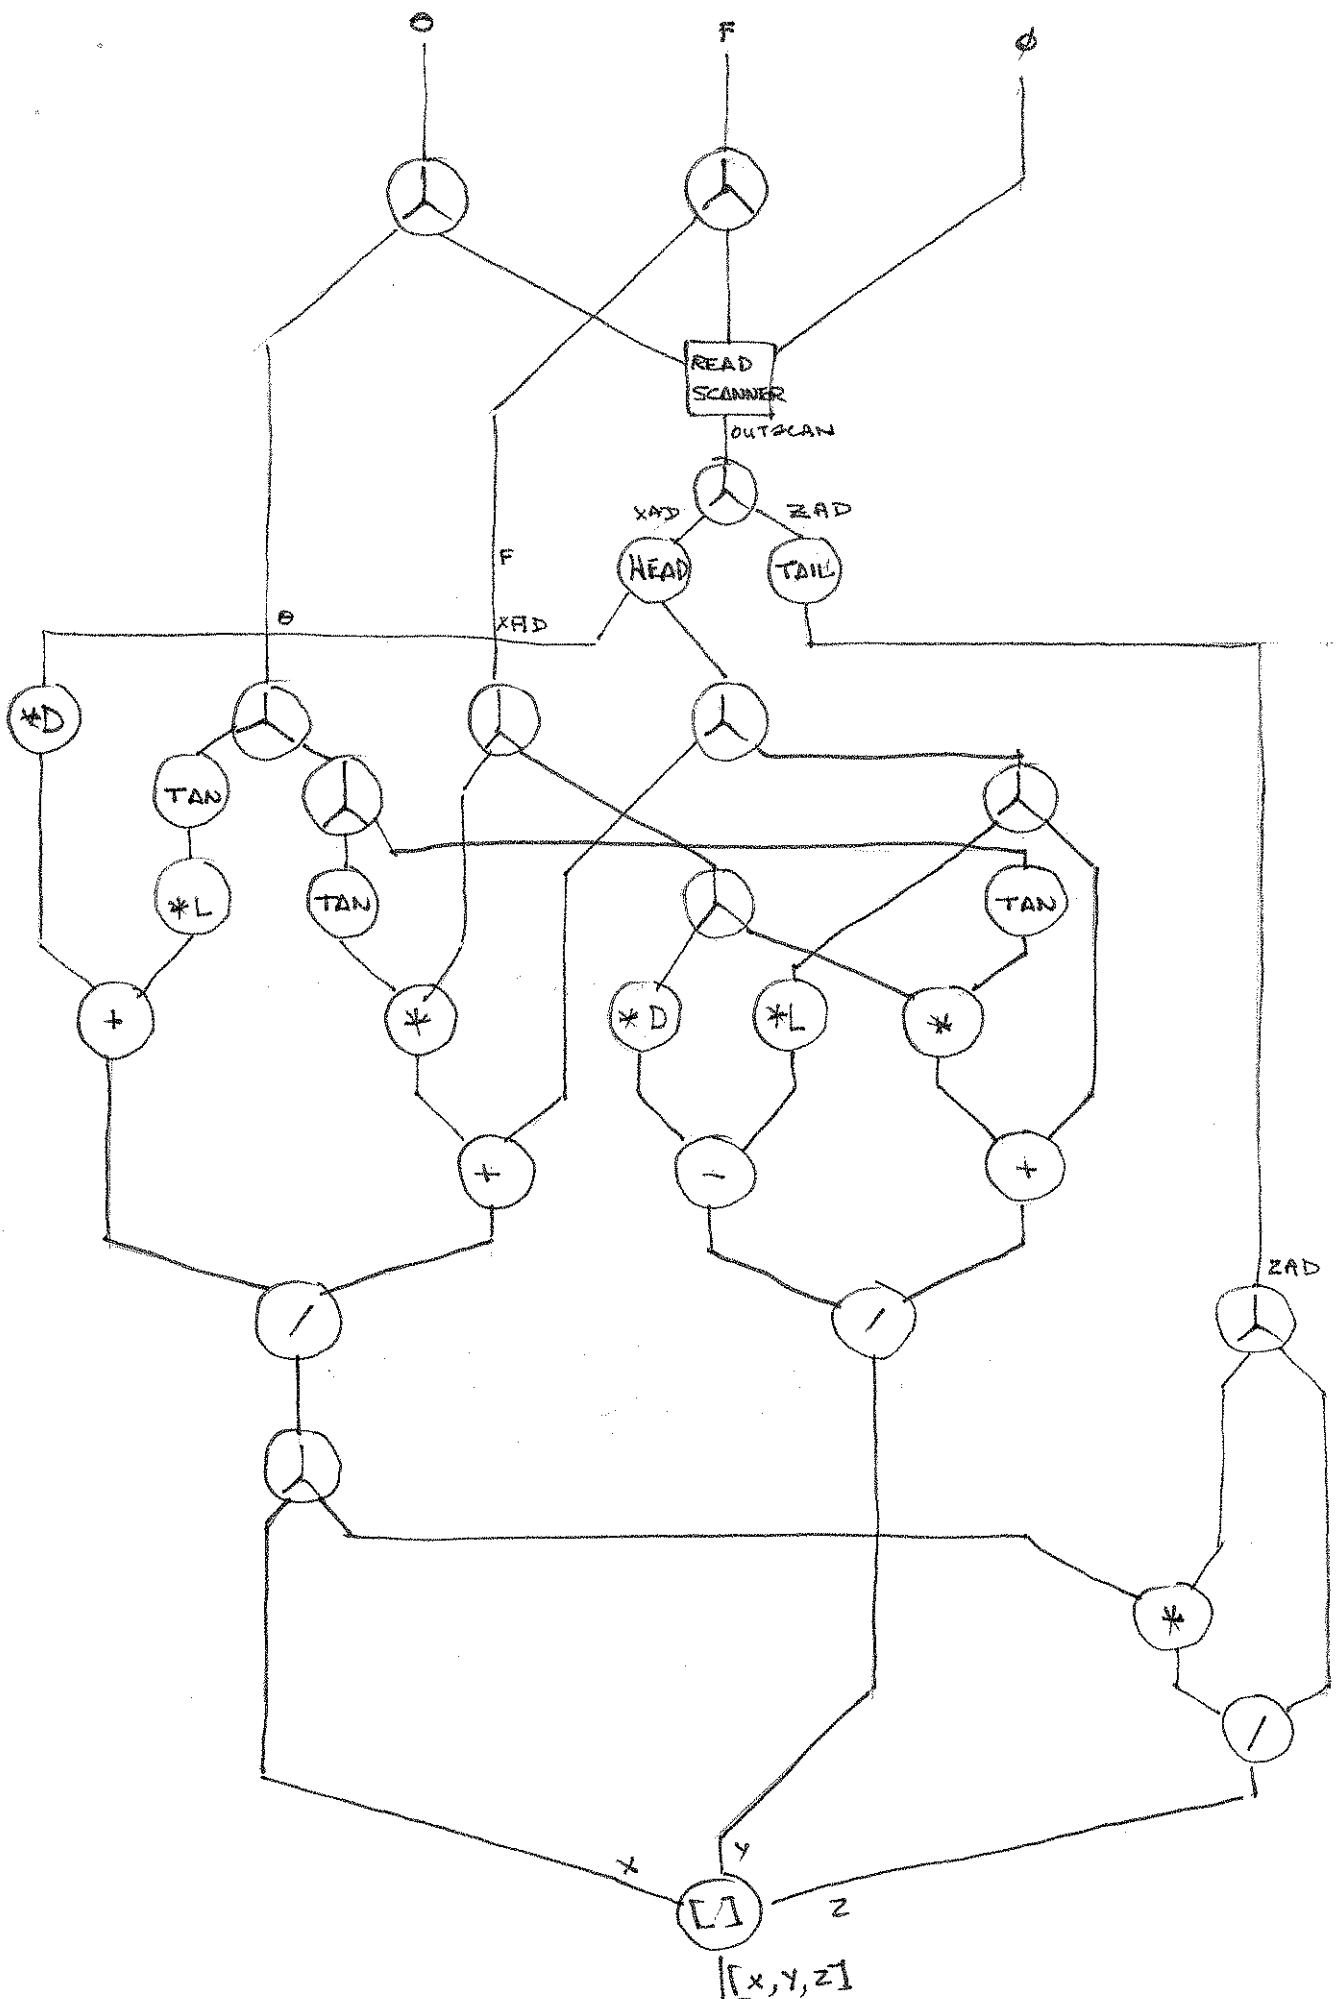 θ F ϕ
READ
SCANNER
OUTSCAN
XAD ZAD
HEAD TAIL
F
θ XAD
*D
TAN
*L TAN TAN
+ * *D *L *
+ - +
ZAD
/ /
*
/
X Y Z
[,]
[X,Y,Z]